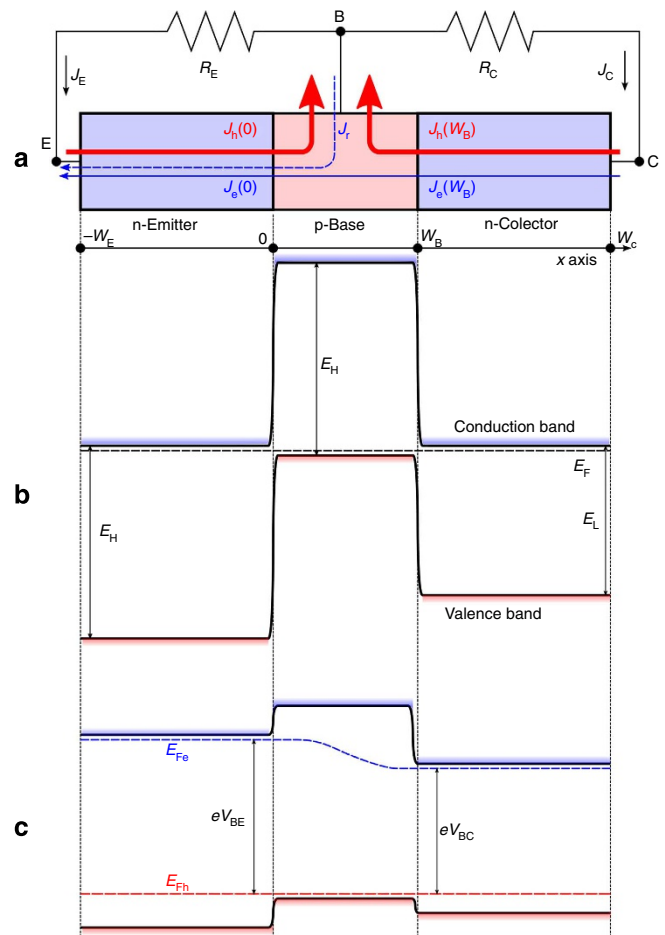 B
R_E
R_C
J_E
J_C
J_h(0)
J_r
J_h(W_B)
E
C
a
J_e(0)
J_e(W_B)
n-Emitter
p-Base
n-Colector
–W_E
0
W_B
W_c
x axis
E_H
Conduction band
E_F
b
E_H
E_L
Valence band
E_Fe
eV_BE
eV_BC
c
E_Fh